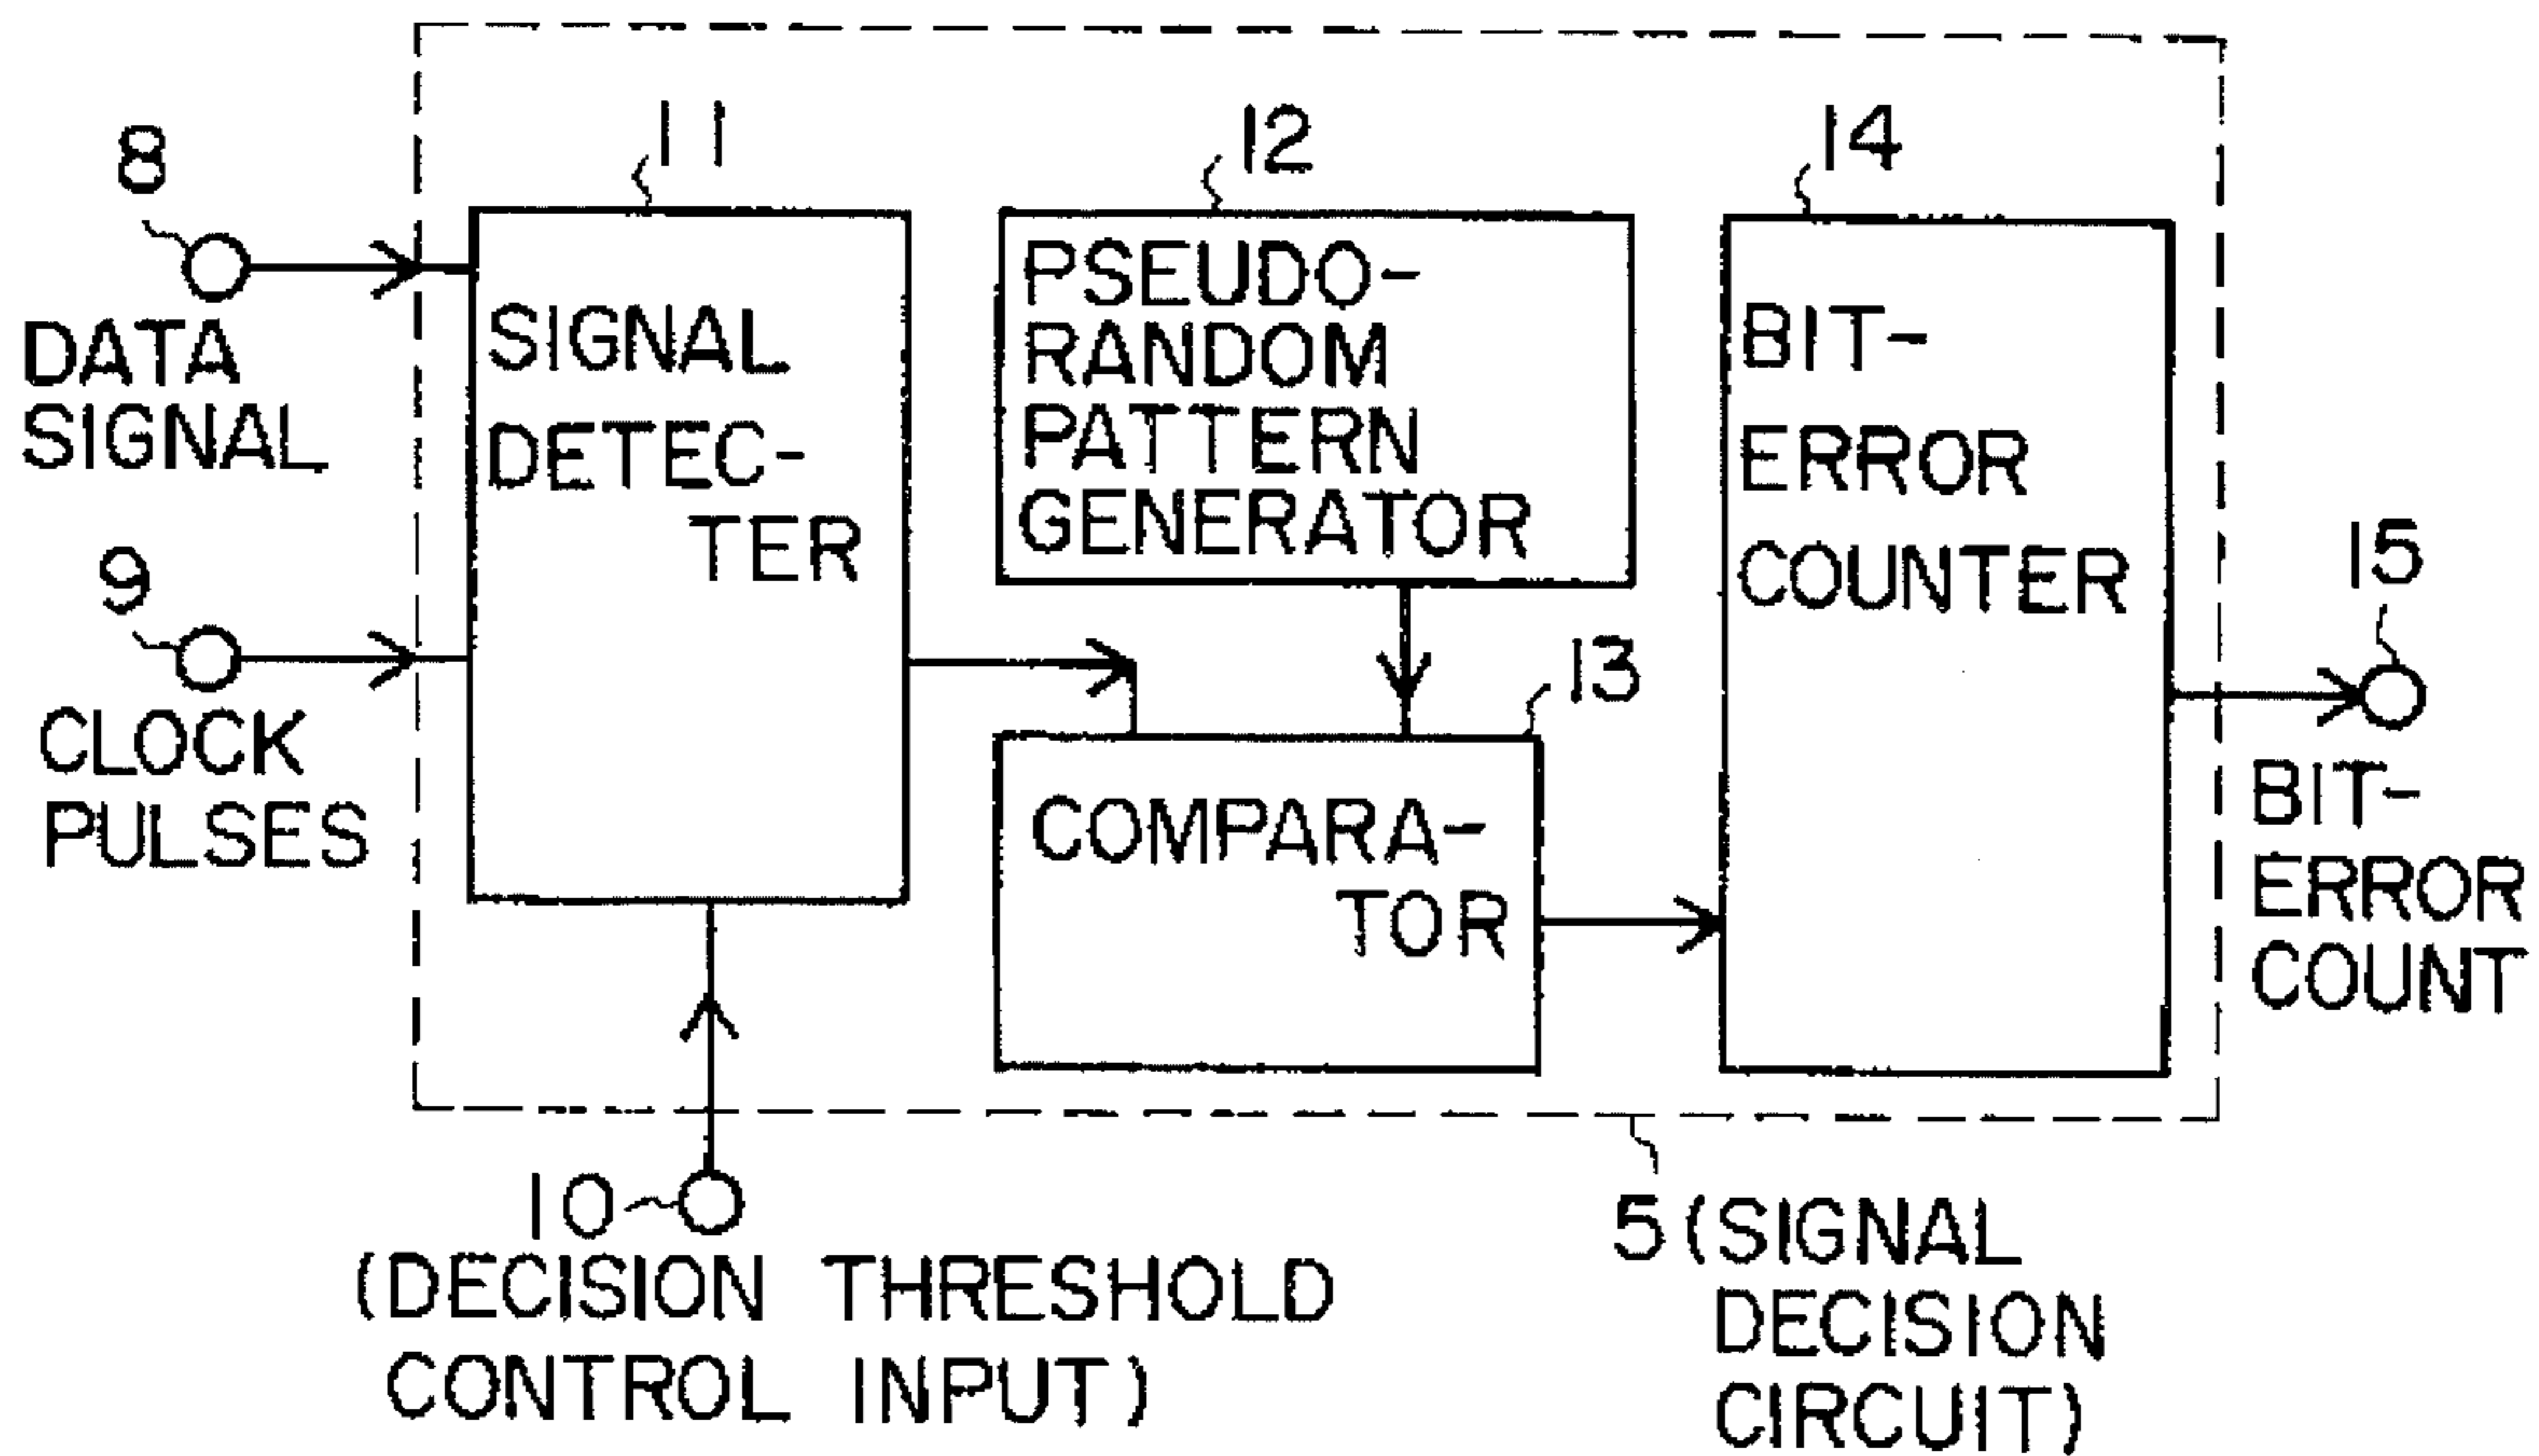 8
DATA
SIGNAL
9
CLOCK
PULSES
11
SIGNAL
DETEC-
TER
12
PSEUDO-
RANDOM
PATTERN
GENERATOR
13
COMPARA-
TOR
14
BIT-
ERROR
COUNTER
15
BIT-
ERROR
COUNT
10
(DECISION THRESHOLD
CONTROL INPUT)
5 (SIGNAL
DECISION
CIRCUIT)